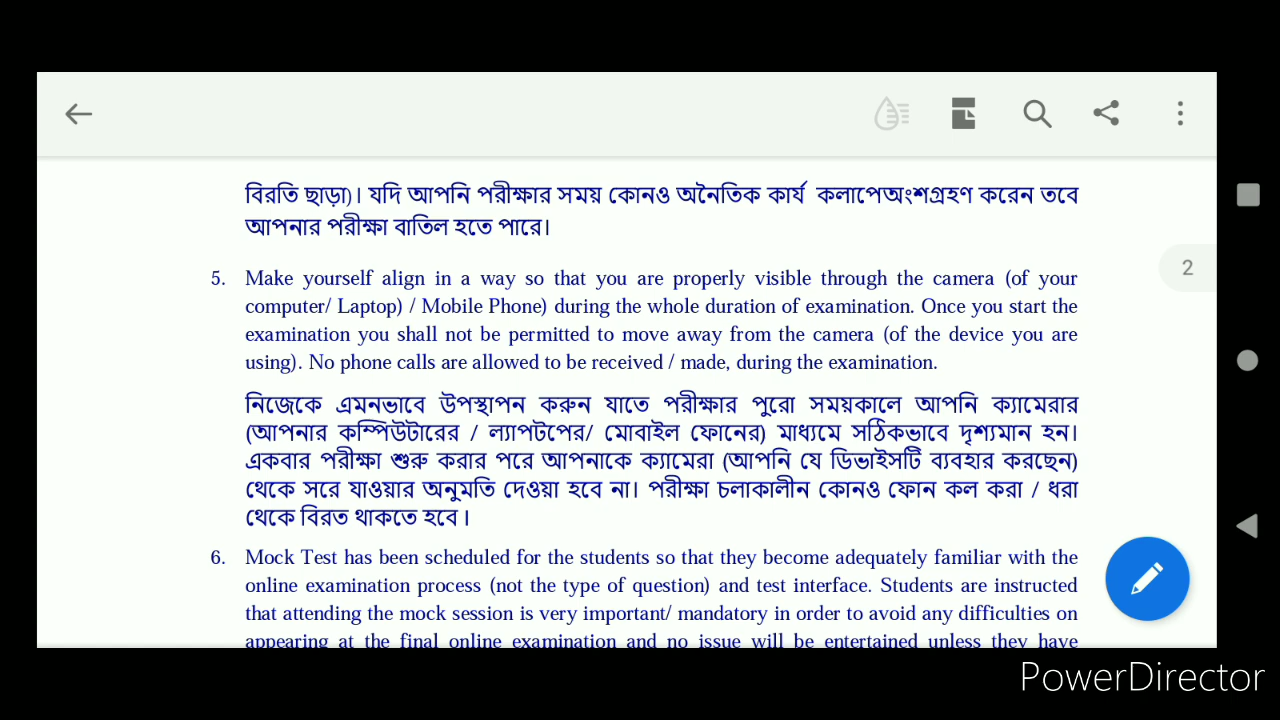 বিরতি ছাড়া)। যদি আপনি পরীক্ষার সময় কোনও অনৈতিক কার্য কলাপেঅংশগ্রহণ করেন তবে
আপনার পরীক্ষা বাতিল হতে পারে।
2
5. Make yourself align in a way so that you are properly visible through the camera (of your
computer/ Laptop) / Mobile Phone) during the whole duration of examination. Once you start the
examination you shall not be permitted to move away from the camera (of the device you are
using). No phone calls are allowed to be received / made, during the examination.
নিজেকে এমনভাবে উপস্থাপন করুন যাতে পরীক্ষার পুরো সময়কালে আপনি ক্যামেরার
(আপনার কম্পিউটারের / ল্যাপটপের/ মোবাইল ফোনের) মাধ্যমে সঠিকভাবে দৃশ্যমান হন।
একবার পরীক্ষা শুরু করার পরে আপনাকে ক্যামেরা (আপনি যে ডিভাইসটি ব্যবহার করছেন)
থেকে সরে যাওয়ার অনুমতি দেওয়া হবে না। পরীক্ষা চলাকালীন কোনও ফোন কল করা / ধরা
থেকে বিরত থাকতে হবে।
6. Mock Test has been scheduled for the students so that they become adequately familiar with the
online examination process (not the type of question) and test interface. Students are instructed
that attending the mock session is very important/ mandatory in order to avoid any difficulties on
appearing at the final online examination and no issue will be entertained unless they have
PowerDirector